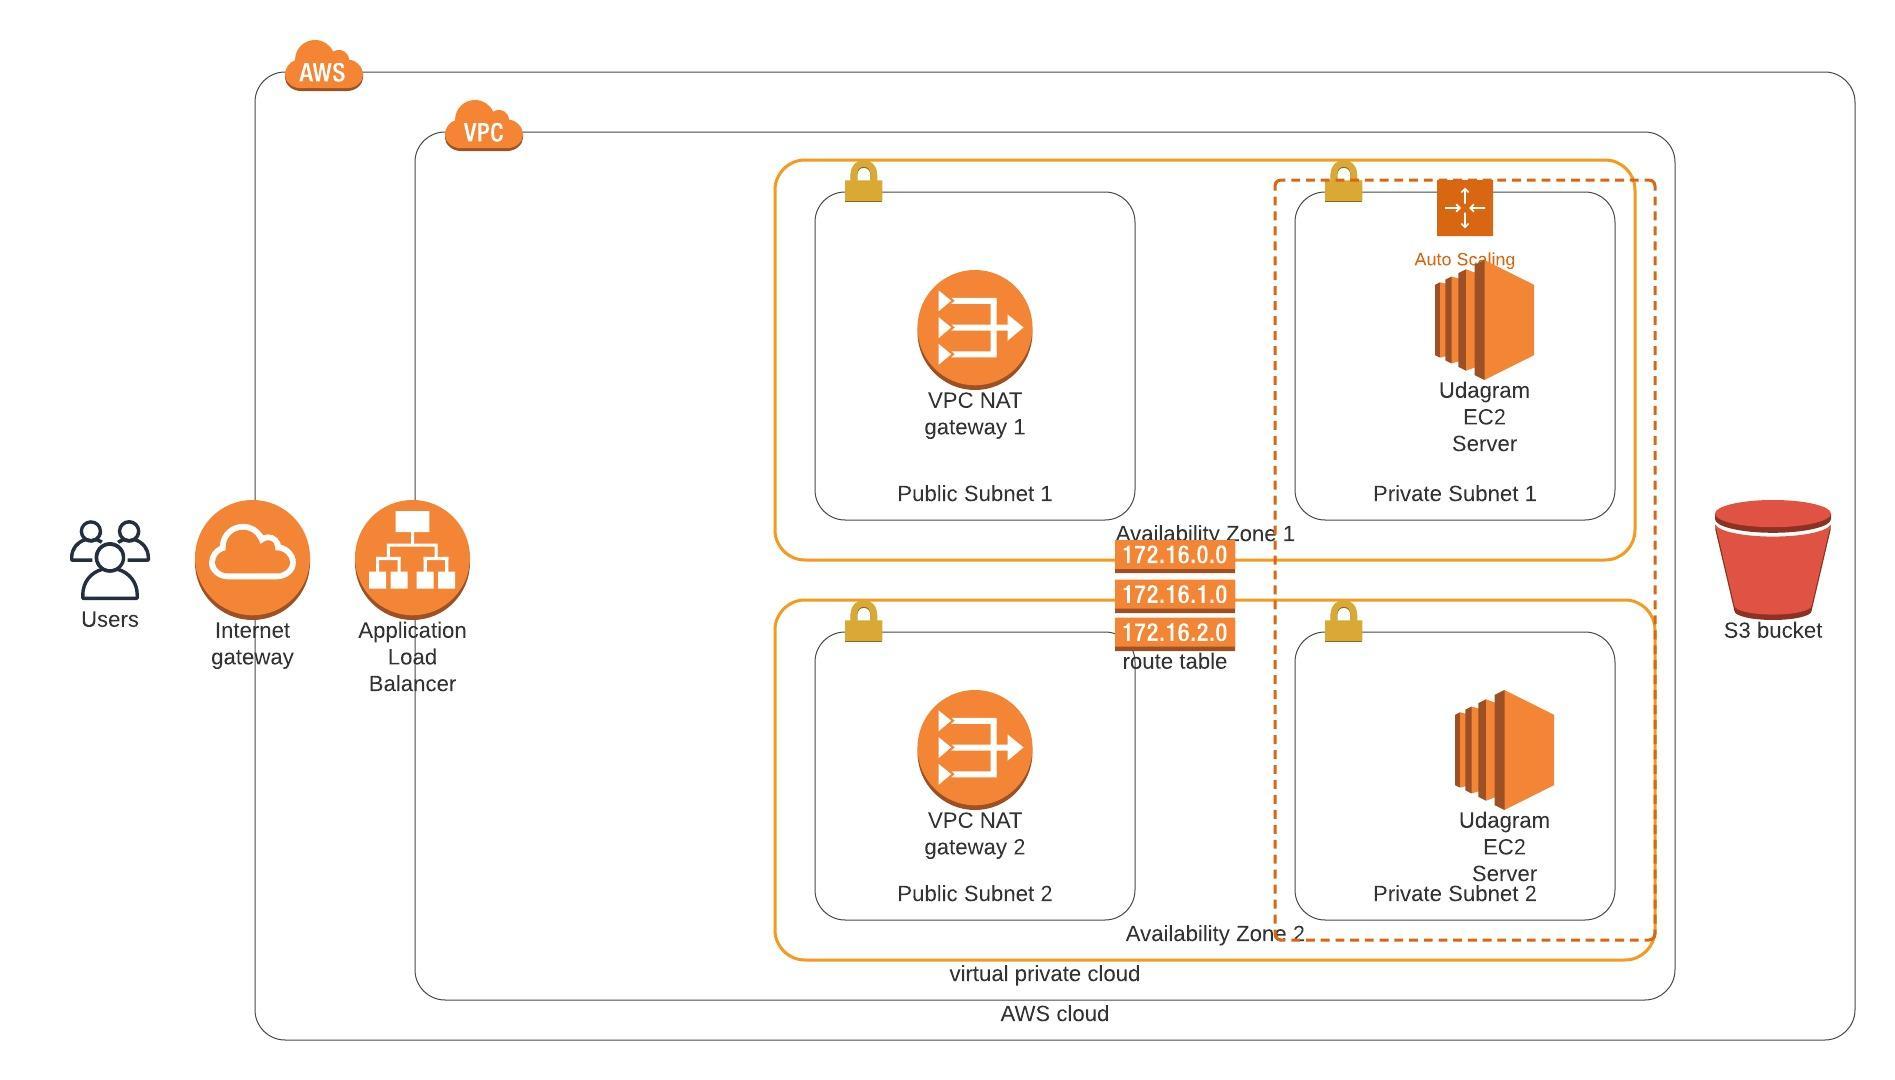 AWS
VPC
Auto Scaling
VPC NAT
gateway 1
Udagram
EC2
Server
Public Subnet 1
Private Subnet 1
Availability Zone 1
172.16.0.0
172.16.1.0
172.16.2.0
route table
Users
Internet
gateway
Application
Load
Balancer
S3 bucket
VPC NAT
gateway 2
Udagram
EC2
Server
Public Subnet 2
Private Subnet 2
Availability Zone 2
virtual private cloud
AWS cloud